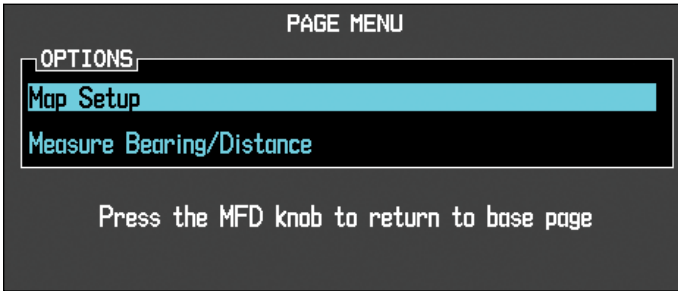 PAGE MENU
OPTIONS
Map Setup
Measure Bearing/Distance
Press the MFD knob to return to base page